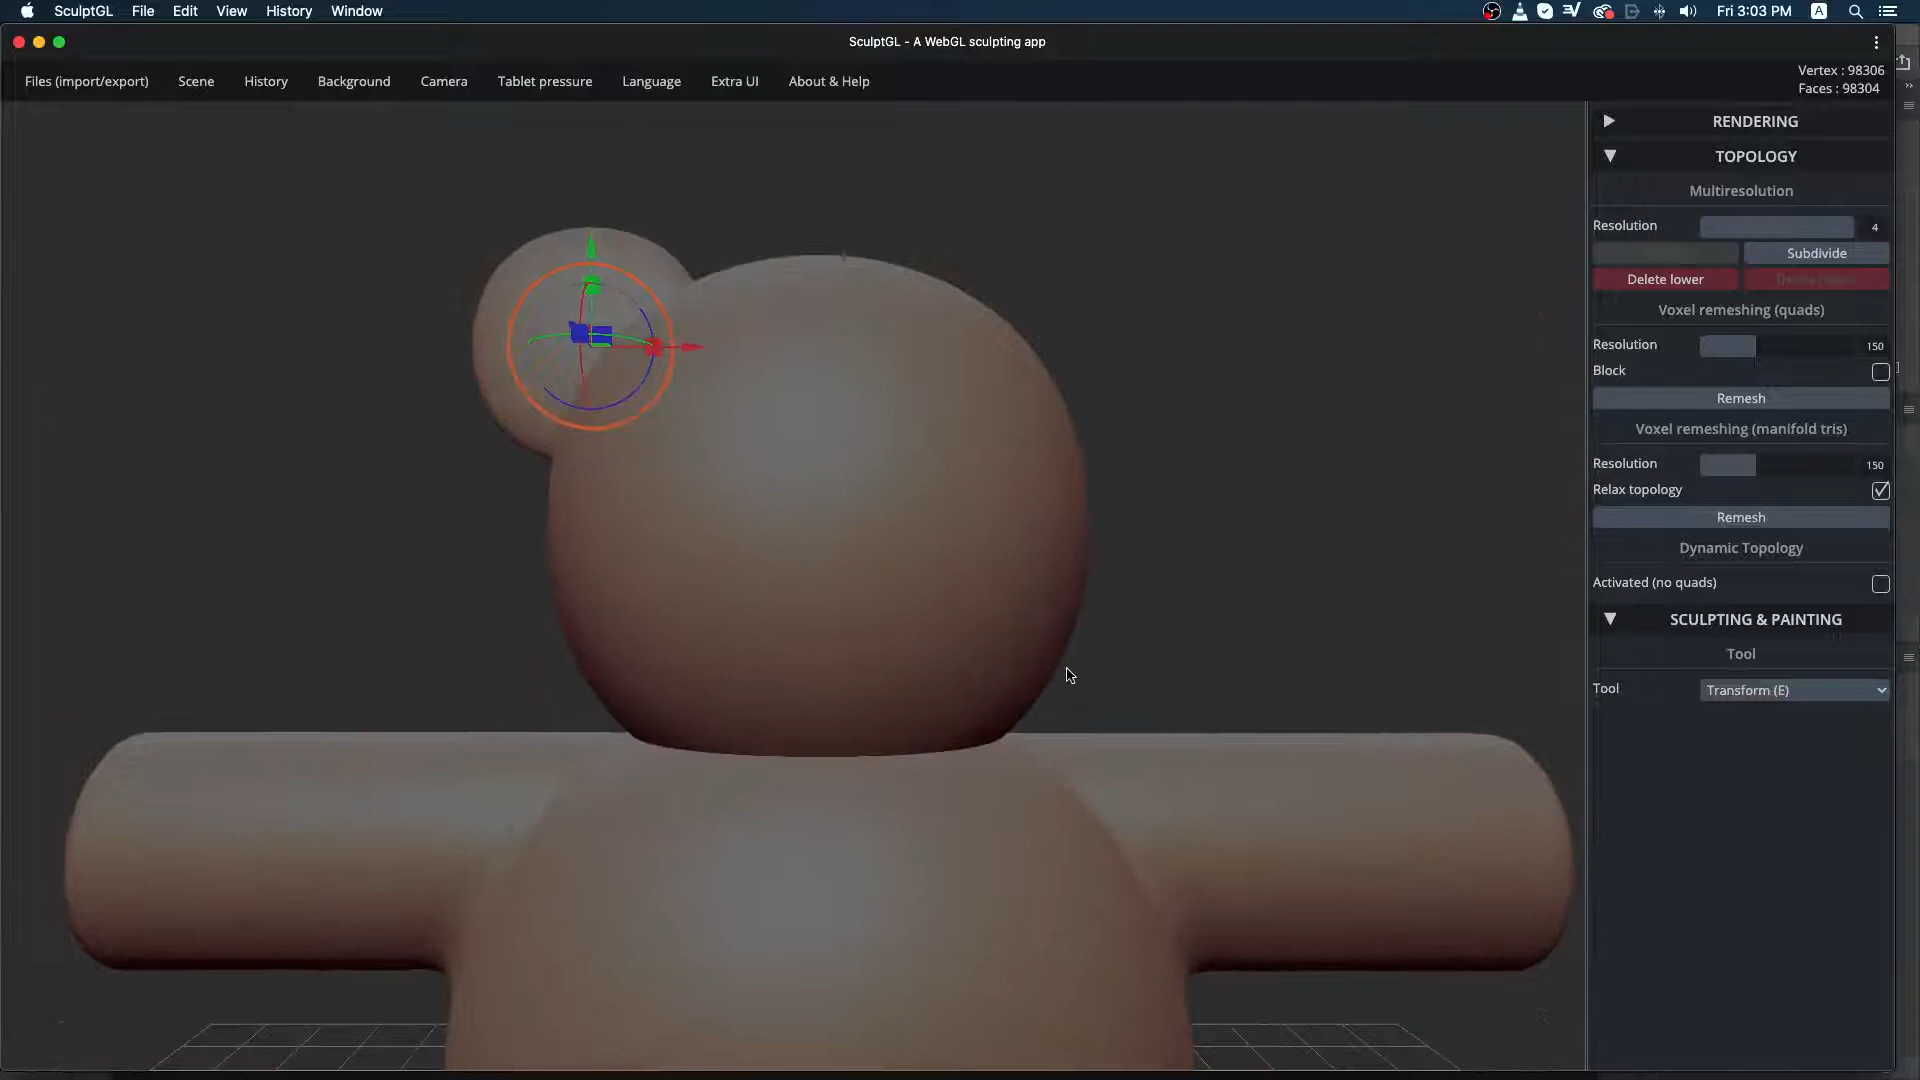 SculptGL File Edit View History Window Fri 3:03 PM A
SculptGL - A WebGL sculpting app
Files (import/export) Scene History Background Camera Tablet pressure Language Extra UI About & Help
Vertex : 98306
Faces : 98304
RENDERING
TOPOLOGY
Multiresolution
Resolution 4
Subdivide
Delete lower
Voxel remeshing (quads)
Resolution 150
Block
Remesh
Voxel remeshing (manifold tris)
Resolution 150
Relax topology
Remesh
Dynamic Topology
Activated (no quads)
SCULPTING & PAINTING
Tool
Tool Transform (E)